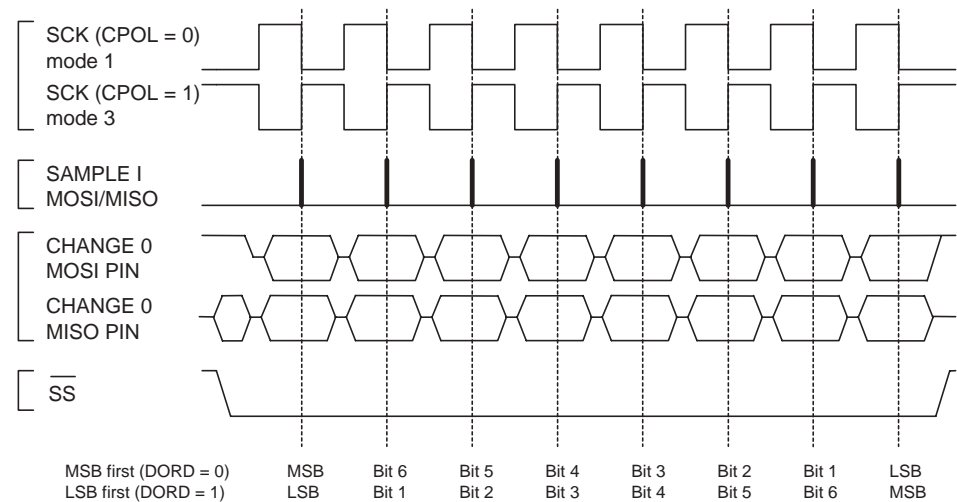 SCK (CPOL = 0)
mode 1
SCK (CPOL = 1)
mode 3
SAMPLE I
MOSI/MISO
CHANGE 0
MOSI PIN
CHANGE 0
MISO PIN
SS
MSB first (DORD = 0) MSB Bit 6 Bit 5 Bit 4 Bit 3 Bit 2 Bit 1 LSB
LSB first (DORD = 1) LSB Bit 1 Bit 2 Bit 3 Bit 4 Bit 5 Bit 6 MSB